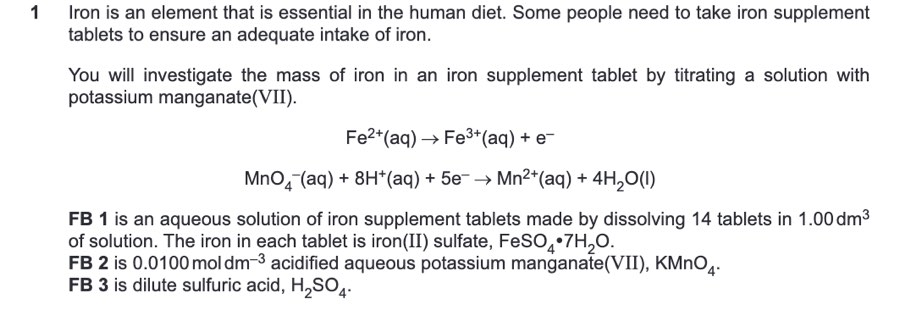 1 Iron is an element that is essential in the human diet. Some people need to take iron supplement
tablets to ensure an adequate intake of iron.
You will investigate the mass of iron in an iron supplement tablet by titrating a solution with
potassium manganate(VII).
Fe²⁺(aq) → Fe³⁺(aq) + e⁻
MnO₄⁻(aq) + 8H⁺(aq) + 5e⁻ → Mn²⁺(aq) + 4H₂O(l)
FB 1 is an aqueous solution of iron supplement tablets made by dissolving 14 tablets in 1.00 dm³
of solution. The iron in each tablet is iron(II) sulfate, FeSO₄•7H₂O.
FB 2 is 0.0100 mol dm⁻³ acidified aqueous potassium manganate(VII), KMnO₄.
FB 3 is dilute sulfuric acid, H₂SO₄.